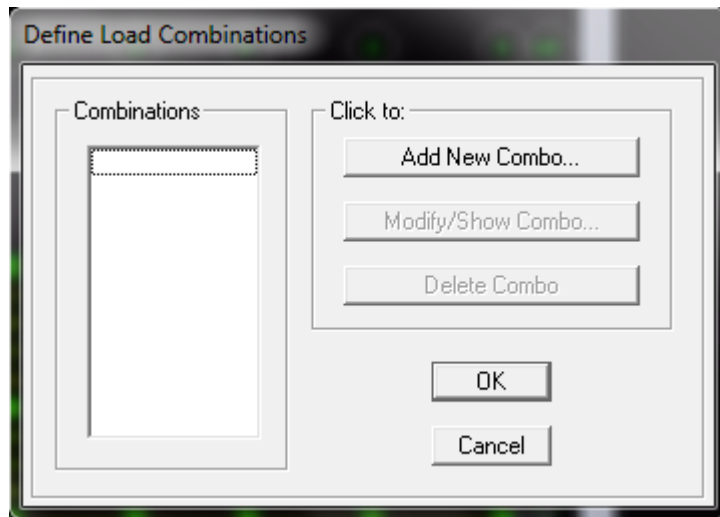 Define Load Combinations
Combinations
Click to:
Add New Combo...
Modify/Show Combo...
Delete Combo
OK
Cancel